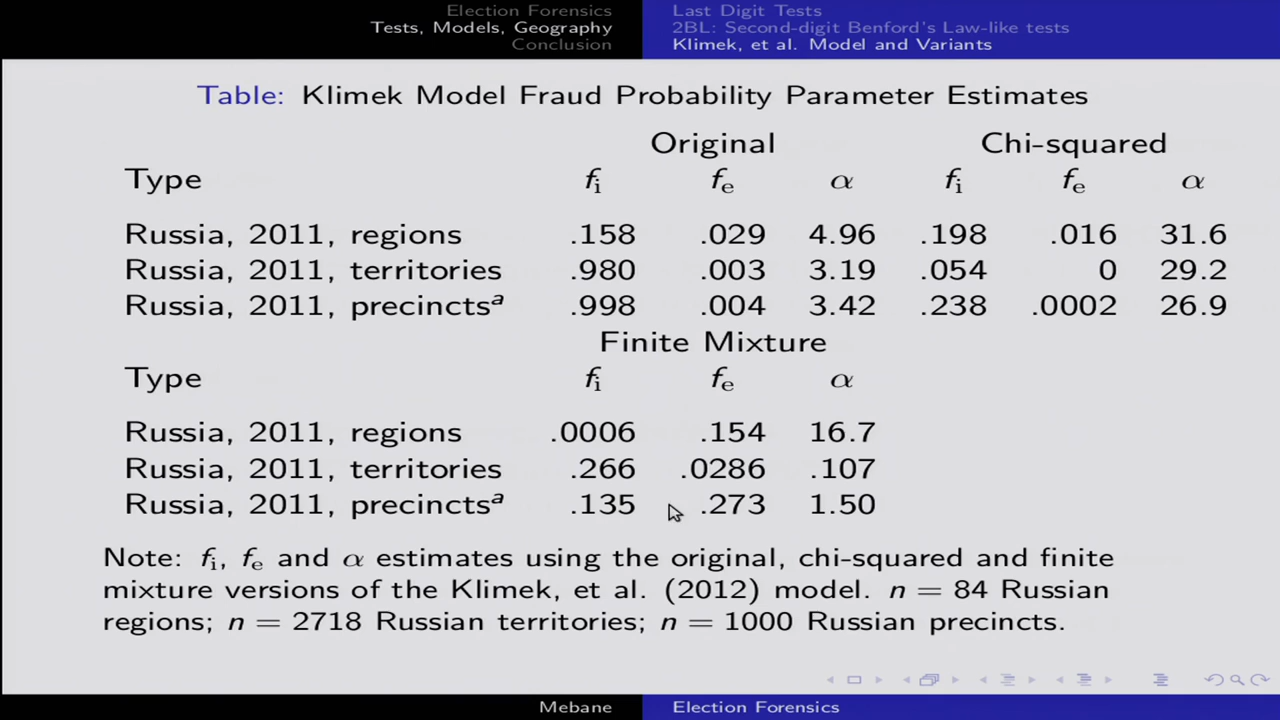 Election Forensics
Tests, Models, Geography
Conclusion
Last Digit Tests
2BL: Second-digit Benford's Law-like tests
Klimek, et al. Model and Variants
Table: Klimek Model Fraud Probability Parameter Estimates
Original Chi-squared
Type fi fe α fi fe α
Russia, 2011, regions .158 .029 4.96 .198 .016 31.6
Russia, 2011, territories .980 .003 3.19 .054 0 29.2
Russia, 2011, precincts^a .998 .004 3.42 .238 .0002 26.9
Finite Mixture
Type fi fe α
Russia, 2011, regions .0006 .154 16.7
Russia, 2011, territories .266 .0286 .107
Russia, 2011, precincts^a .135 .273 1.50
Note: fi, fe and α estimates using the original, chi-squared and finite
mixture versions of the Klimek, et al. (2012) model. n = 84 Russian
regions; n = 2718 Russian territories; n = 1000 Russian precincts.
Mebane Election Forensics